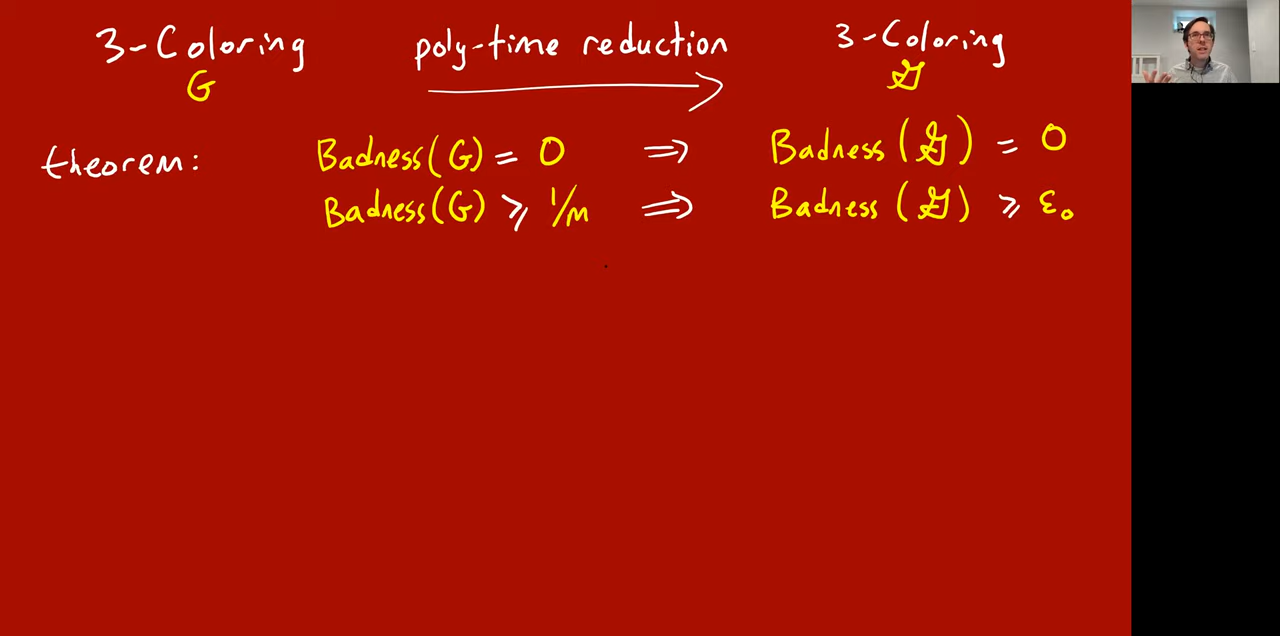 3-Coloring poly-time reduction 3-Coloring
G 𝒢
theorem: Badness(G) = 0 ⇒ Badness(𝒢) = 0
Badness(G) ⩾ 1/m ⇒ Badness(𝒢) ⩾ ε₀